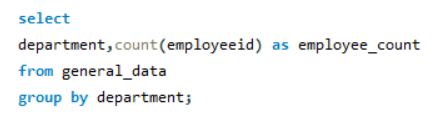 select
department,count(employeeid) as employee_count
from general_data
group by department;